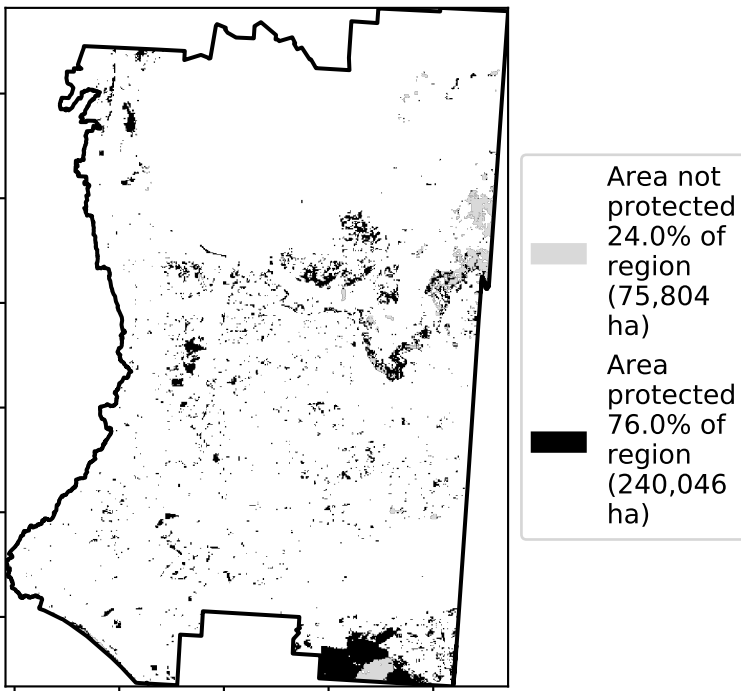 Area not
protected
24.0% of
region
(75,804
ha)
Area
protected
76.0% of
region
(240,046
ha)